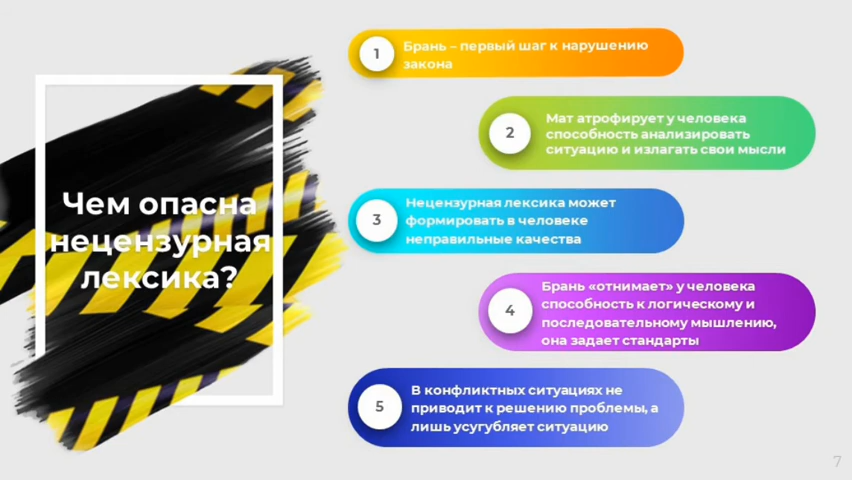 Чем опасна
нецензурная
лексика?
1
Брань – первый шаг к нарушению
закона
2
Мат атрофирует у человека
способность анализировать
ситуацию и излагать свои мысли
3
Нецензурная лексика может
формировать в человеке
неправильные качества
4
Брань «отнимает» у человека
способность к логическому и
последовательному мышлению,
она задает стандарты
5
В конфликтных ситуациях не
приводит к решению проблемы, а
лишь усугубляет ситуацию
7